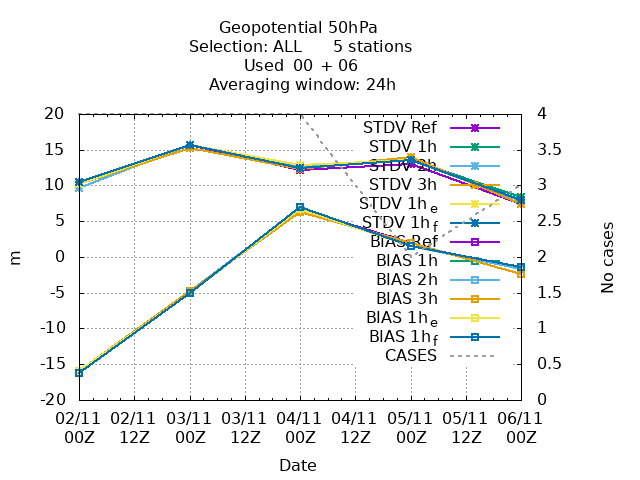 Geopotential 50hPa
Selection: ALL 5 stations
Used 00 + 06
Averaging window: 24h
20 4
15 3.5
10 3
5 2.5
0 2
-5 1.5
-10 1
-15 0.5
-20 0
m
No cases
STDV Ref
STDV 1h
STDV 2h
STDV 3h
STDV 1he
STDV 1hf
BIAS Ref
BIAS 1h
BIAS 2h
BIAS 3h
BIAS 1he
BIAS 1hf
CASES
02/11 02/11 03/11 03/11 04/11 04/11 05/11 05/11 06/11
00Z 12Z 00Z 12Z 00Z 12Z 00Z 12Z 00Z
Date